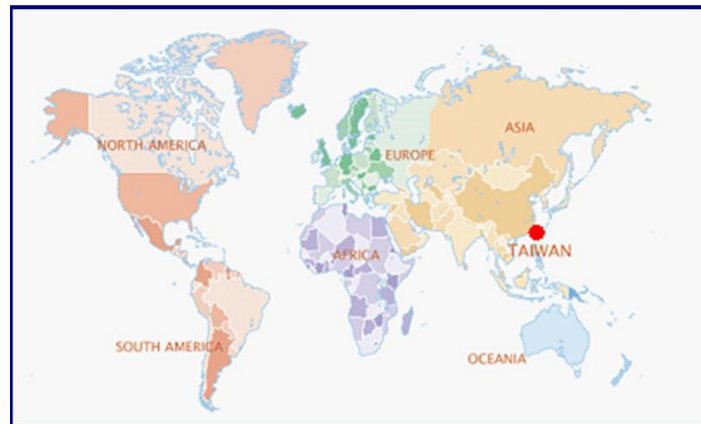 ASIA
NORTH AMERICA
EUROPE
TAIWAN
AFRICA
SOUTH AMERICA
OCEANIA